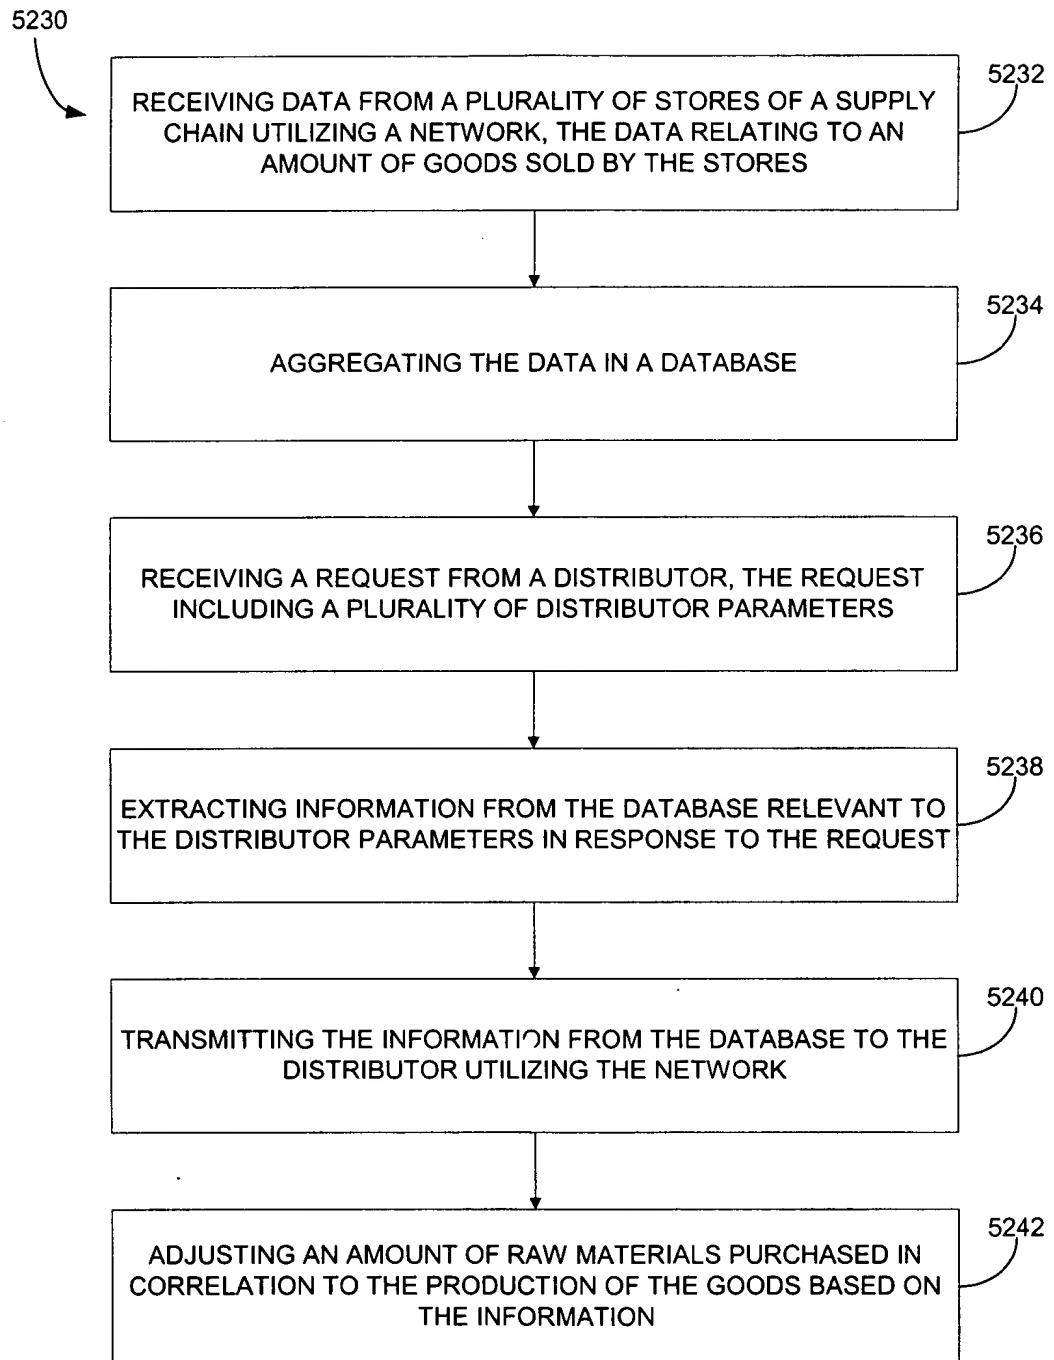 5230
5232
RECEIVING DATA FROM A PLURALITY OF STORES OF A SUPPLY
CHAIN UTILIZING A NETWORK, THE DATA RELATING TO AN
AMOUNT OF GOODS SOLD BY THE STORES
5234
AGGREGATING THE DATA IN A DATABASE
5236
RECEIVING A REQUEST FROM A DISTRIBUTOR, THE REQUEST
INCLUDING A PLURALITY OF DISTRIBUTOR PARAMETERS
5238
EXTRACTING INFORMATION FROM THE DATABASE RELEVANT TO
THE DISTRIBUTOR PARAMETERS IN RESPONSE TO THE REQUEST
5240
TRANSMITTING THE INFORMATION FROM THE DATABASE TO THE
DISTRIBUTOR UTILIZING THE NETWORK
5242
ADJUSTING AN AMOUNT OF RAW MATERIALS PURCHASED IN
CORRELATION TO THE PRODUCTION OF THE GOODS BASED ON
THE INFORMATION